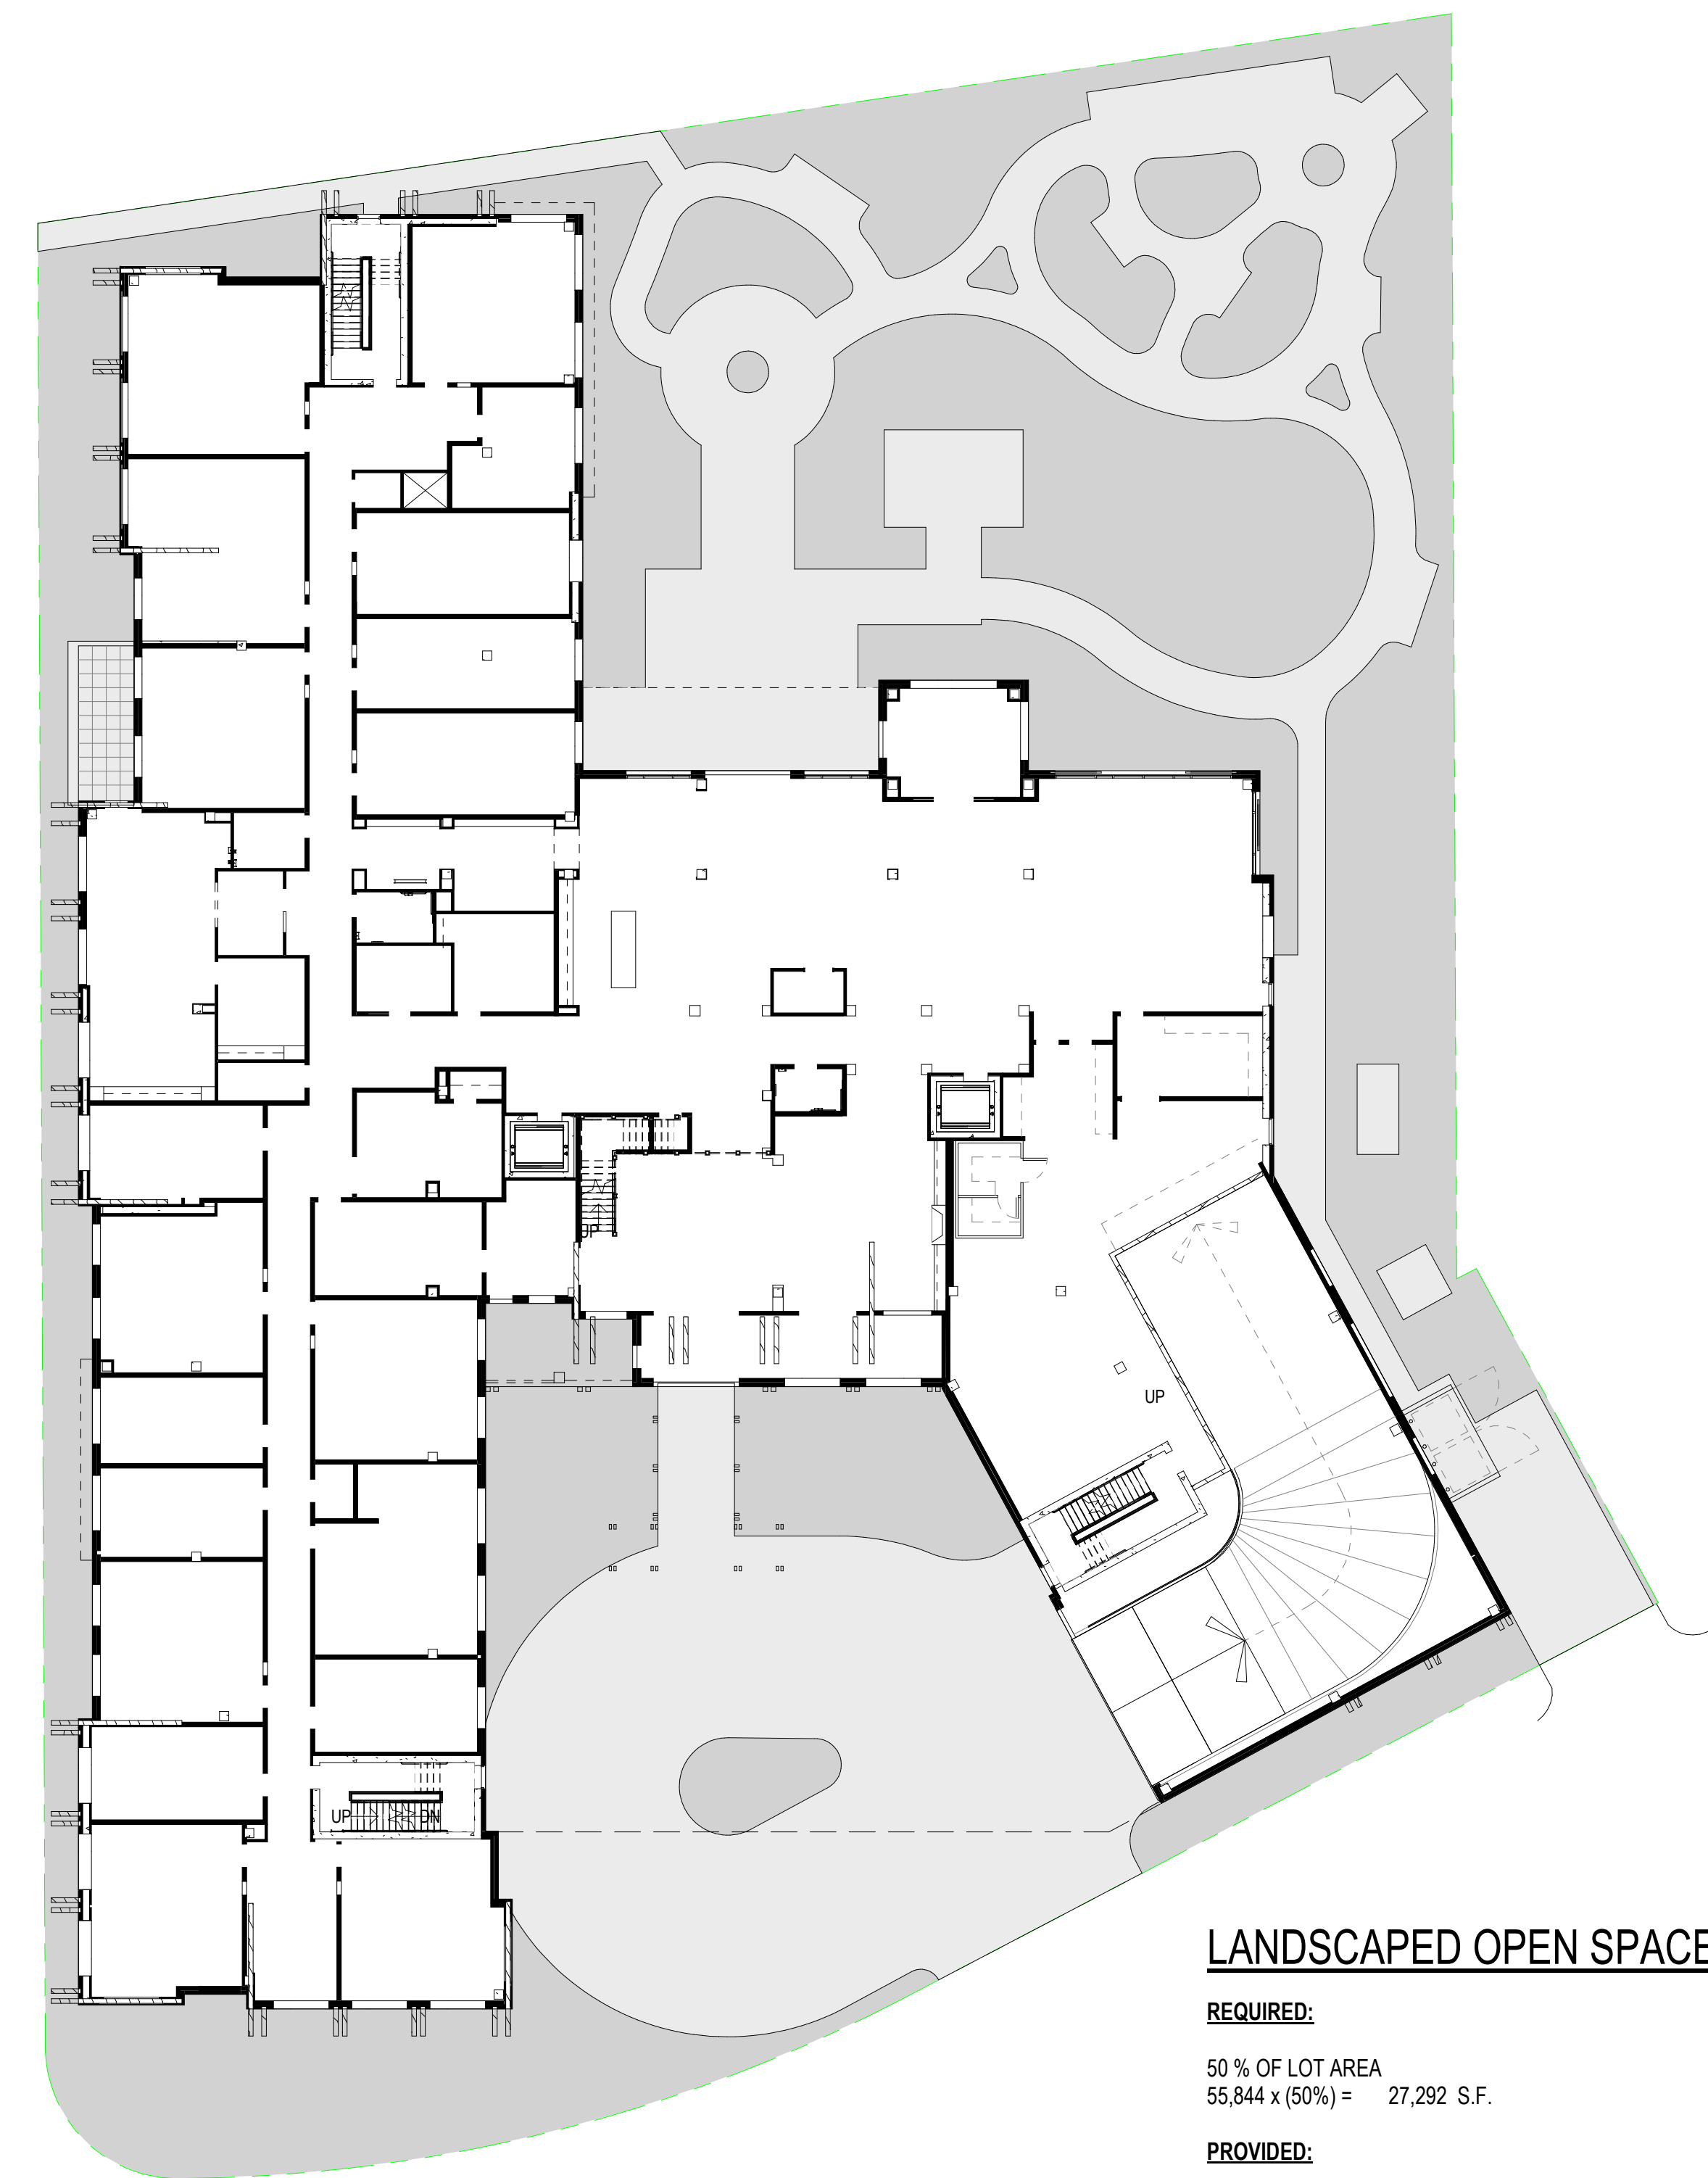 UP
UP
UP
DN
LANDSCAPED OPEN SPACE
REQUIRED:
50 % OF LOT AREA
55,844 x (50%) = 27,292 S.F.
PROVIDED: